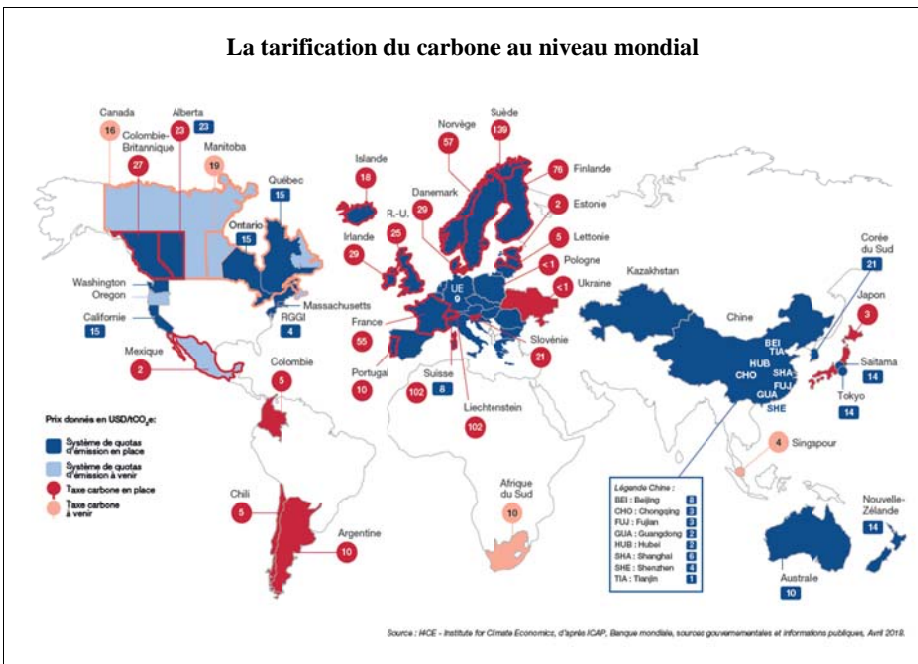 La tarification du carbone au niveau mondial
Canada
16
Alberta
23
23
Colombie-
Britannique
27
Manitoba
19
Québec
15
Ontario
15
Washington
Oregon
Californie
15
Massachusetts
RGGI
4
Mexique
2
Colombie
5
Chili
5
Argentine
10
Islande
18
Norvège
57
Suède
139
Finlande
76
Danemark
29
Estonie
2
R.-U.
25
Lettonie
5
Irlande
29
Pologne
<1
UE
9
Ukraine
<1
France
55
Slovénie
21
Portugal
10
Suisse
102
8
Liechtenstein
102
Afrique
du Sud
10
Kazakhstan
Chine
BEI
TIA
HUB
CHO
SHA
FUJ
GUA
SHE
Corée
du Sud
21
Japon
3
Saitama
14
Tokyo
14
4
Singapour
Nouvelle-
Zélande
14
Australe
10
Prix donnés en USD/tCO₂e:
Système de quotas
d'émission en place
Système de quotas
d'émission à venir
Taxe carbone en place
Taxe carbone
à venir
Légende Chine :
BEI : Beijing 8
CHO : Chongqing 3
FUJ : Fujian 3
GUA : Guangdong 2
HUB : Hubei 2
SHA : Shanghai 6
SHE : Shenzhen 4
TIA : Tianjin 1
Source : I4CE - Institute for Climate Economics, d'après ICAP, Banque mondiale, sources gouvernementales et informations publiques, Avril 2018.